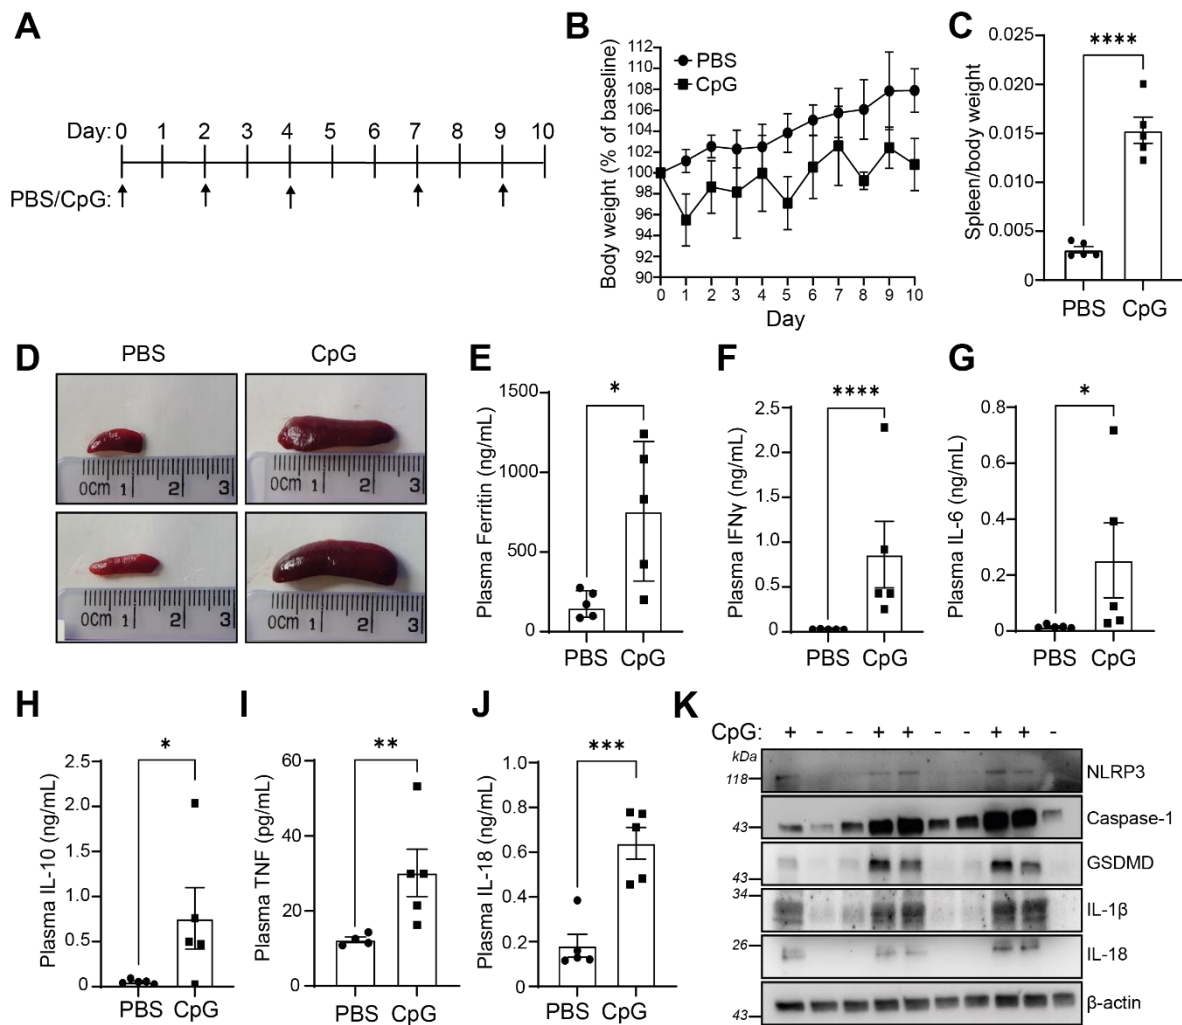 A
Day: 0 1 2 3 4 5 6 7 8 9 10
PBS/CpG:
B
Body weight (% of baseline)
112
110
108
106
104
102
100
98
96
94
92
90
PBS
CpG
0 1 2 3 4 5 6 7 8 9 10
Day
C
Spleen/body weight
0.025
0.020
0.015
0.010
0.005
0
****
PBS CpG
D
PBS CpG
0cm 1 2 3
0cm 1 2 3
0cm 1 2 3
0cm 1 2 3
E
Plasma Ferritin (ng/mL)
1500
1000
500
0
*
PBS CpG
F
Plasma IFNγ (ng/mL)
2.5
2.0
1.5
1.0
0.5
0
****
PBS CpG
G
Plasma IL-6 (ng/mL)
0.8
0.6
0.4
0.2
0
*
PBS CpG
H
Plasma IL-10 (ng/mL)
2.5
2.0
1.5
1.0
0.5
0.0
*
PBS CpG
I
Plasma TNF (pg/mL)
60
40
20
0
**
PBS CpG
J
Plasma IL-18 (ng/mL)
1.0
0.8
0.6
0.4
0.2
0
***
PBS CpG
K
CpG: + - - + + - - + + -
kDa
118 NLRP3
43 Caspase-1
43 GSDMD
34 IL-1β
26 IL-18
43 β-actin